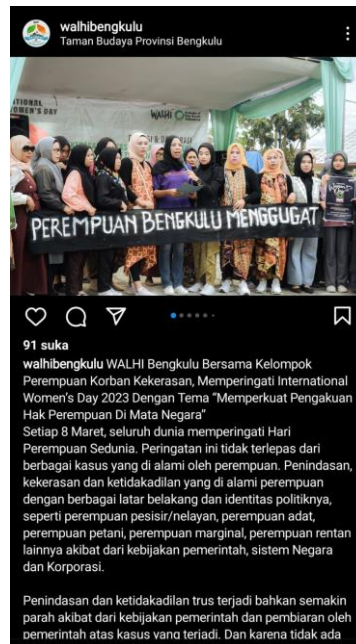 walhibengkulu
Taman Budaya Provinsi Bengkulu
WOMEN'S DAY
WALHI
PEREMPUAN BENGKULU MENGGUGAT
91 suka
walhibengkulu WALHI Bengkulu Bersama Kelompok
Perempuan Korban Kekerasan, Memperingati International
Women's Day 2023 Dengan Tema "Memperkuat Pengakuan
Hak Perempuan Di Mata Negara"
Setiap 8 Maret, seluruh dunia memperingati Hari
Perempuan Sedunia. Peringatan ini tidak terlepas dari
berbagai kasus yang di alami oleh perempuan. Penindasan,
kekerasan dan ketidakadilan yang di alami perempuan
dengan berbagai latar belakang dan identitas politiknya,
seperti perempuan pesisir/nelayan, perempuan adat,
perempuan petani, perempuan marginal, perempuan rentan
lainnya akibat dari kebijakan pemerintah, sistem Negara
dan Korporasi.
Penindasan dan ketidakadilan trus terjadi bahkan semakin
parah akibat dari kebijakan pemerintah dan pembiaran oleh
pemerintah atas kasus yang terjadi. Dan karena tidak ada